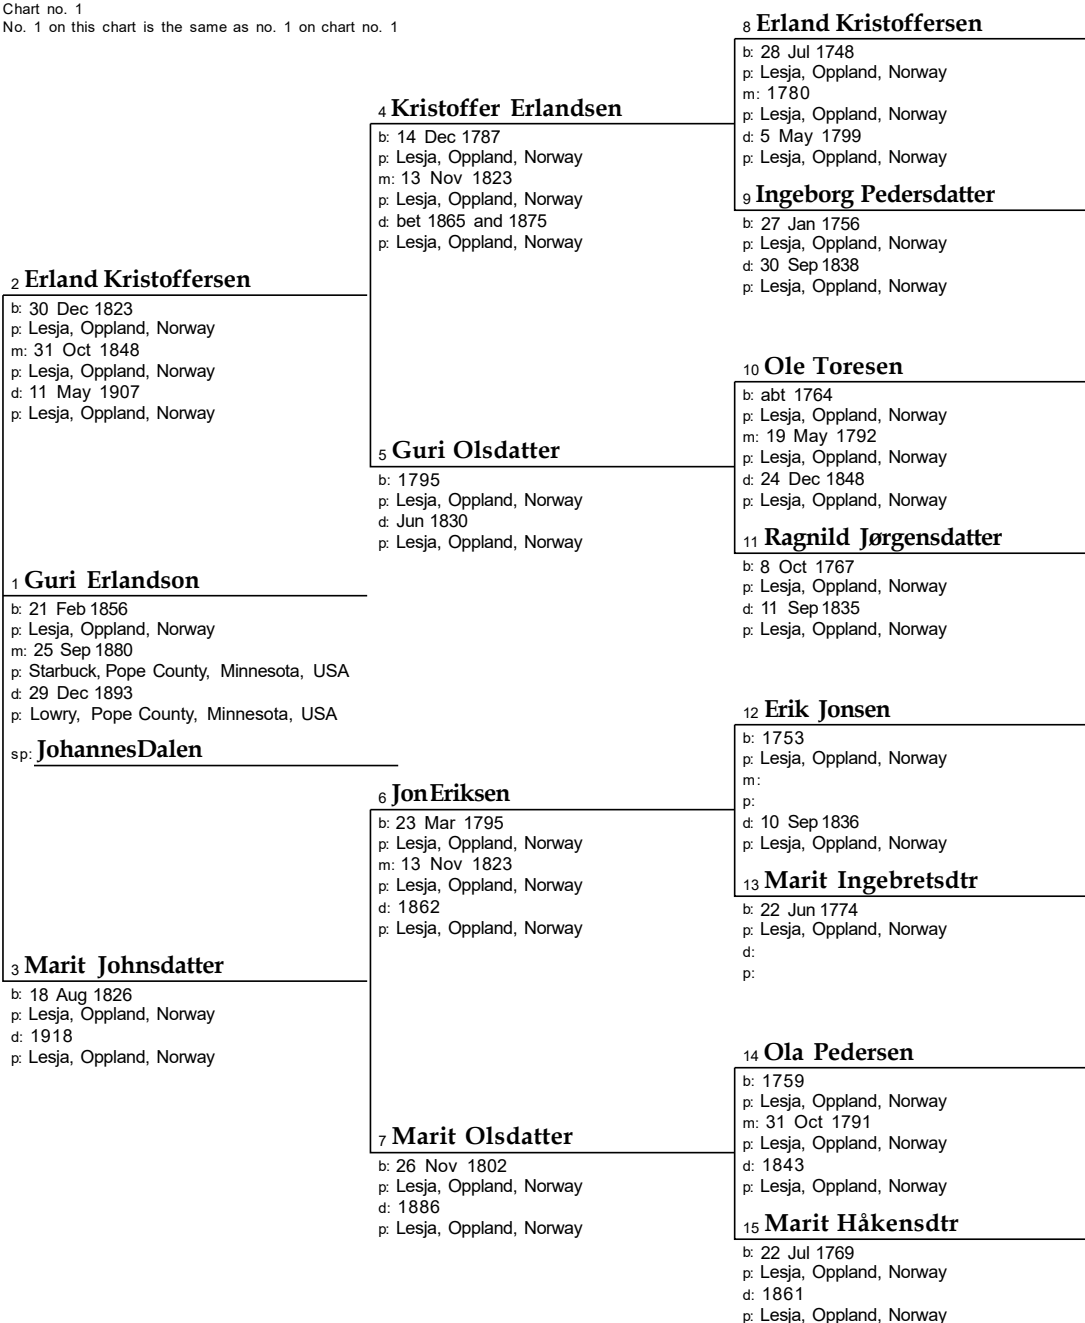 Chart no. 1
No. 1 on this chart is the same as no. 1 on chart no. 1
8 Erland Kristoffersen
b: 28 Jul 1748
p: Lesja, Oppland, Norway
m: 1780
p: Lesja, Oppland, Norway
d: 5 May 1799
p: Lesja, Oppland, Norway
4 Kristoffer Erlandsen
b: 14 Dec 1787
p: Lesja, Oppland, Norway
m: 13 Nov 1823
p: Lesja, Oppland, Norway
d: bet 1865 and 1875
p: Lesja, Oppland, Norway
9 Ingeborg Pedersdatter
b: 27 Jan 1756
p: Lesja, Oppland, Norway
d: 30 Sep 1838
p: Lesja, Oppland, Norway
2 Erland Kristoffersen
b: 30 Dec 1823
p: Lesja, Oppland, Norway
m: 31 Oct 1848
p: Lesja, Oppland, Norway
d: 11 May 1907
p: Lesja, Oppland, Norway
10 Ole Toresen
b: abt 1764
p: Lesja, Oppland, Norway
m: 19 May 1792
p: Lesja, Oppland, Norway
d: 24 Dec 1848
p: Lesja, Oppland, Norway
5 Guri Olsdatter
b: 1795
p: Lesja, Oppland, Norway
d: Jun 1830
p: Lesja, Oppland, Norway
11 Ragnild Jørgensdatter
b: 8 Oct 1767
p: Lesja, Oppland, Norway
d: 11 Sep 1835
p: Lesja, Oppland, Norway
1 Guri Erlandson
b: 21 Feb 1856
p: Lesja, Oppland, Norway
m: 25 Sep 1880
p: Starbuck, Pope County, Minnesota, USA
d: 29 Dec 1893
p: Lowry, Pope County, Minnesota, USA
sp: JohannesDalen
12 Erik Jonsen
b: 1753
p: Lesja, Oppland, Norway
m:
p:
d: 10 Sep 1836
p: Lesja, Oppland, Norway
6 JonEriksen
b: 23 Mar 1795
p: Lesja, Oppland, Norway
m: 13 Nov 1823
p: Lesja, Oppland, Norway
d: 1862
p: Lesja, Oppland, Norway
13 Marit Ingebretsdtr
b: 22 Jun 1774
p: Lesja, Oppland, Norway
d:
p:
3 Marit Johnsdatter
b: 18 Aug 1826
p: Lesja, Oppland, Norway
d: 1918
p: Lesja, Oppland, Norway
14 Ola Pedersen
b: 1759
p: Lesja, Oppland, Norway
m: 31 Oct 1791
p: Lesja, Oppland, Norway
d: 1843
p: Lesja, Oppland, Norway
7 Marit Olsdatter
b: 26 Nov 1802
p: Lesja, Oppland, Norway
d: 1886
p: Lesja, Oppland, Norway
15 Marit Håkensdtr
b: 22 Jul 1769
p: Lesja, Oppland, Norway
d: 1861
p: Lesja, Oppland, Norway